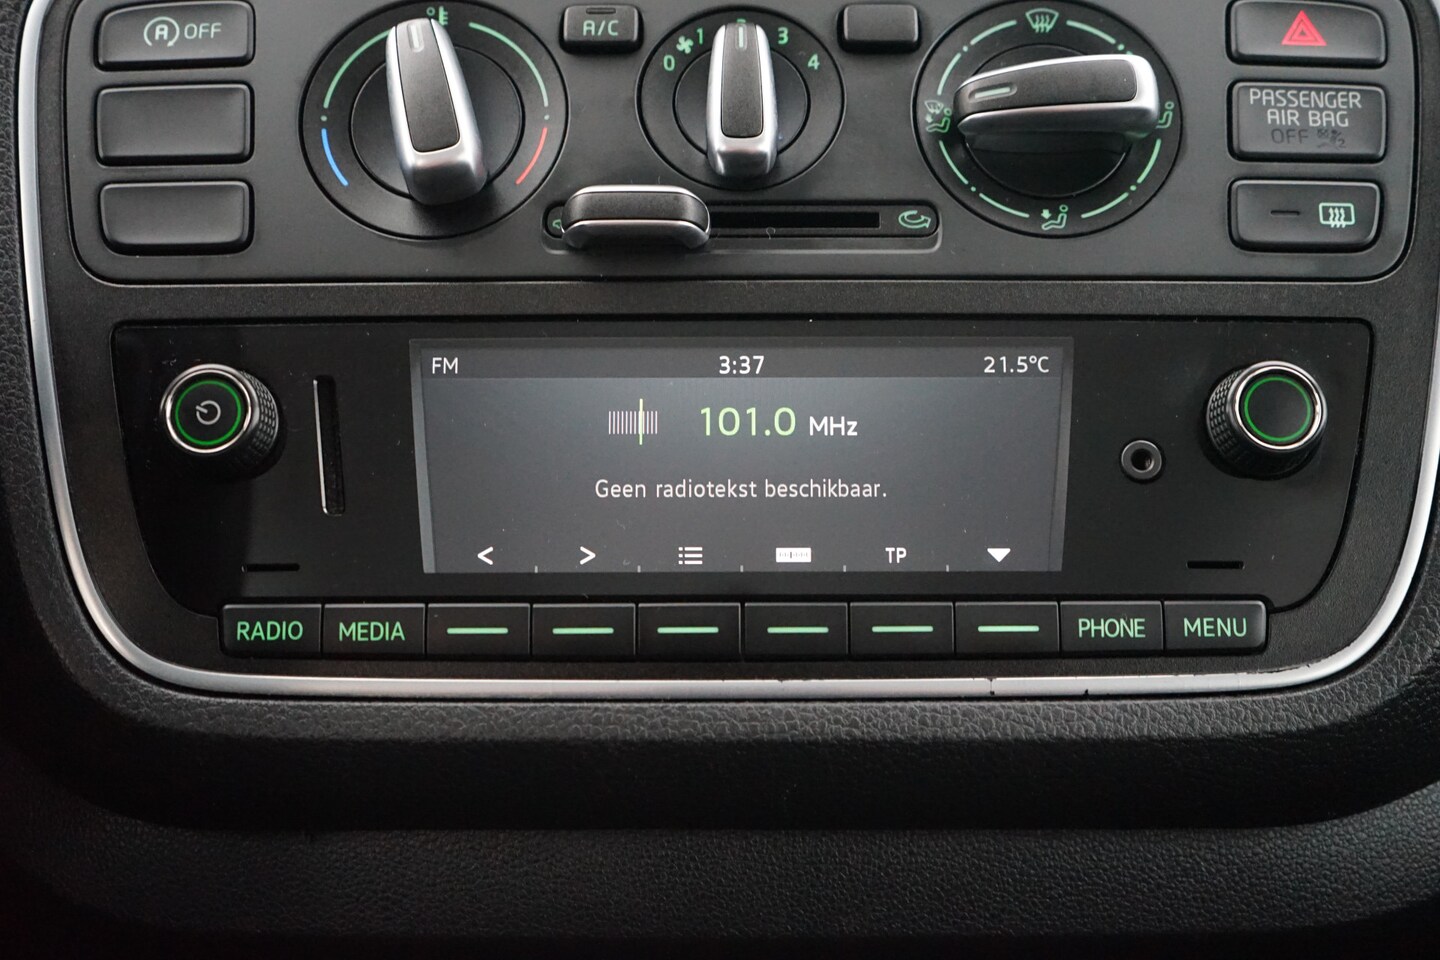 OFF
A/C
0 1 3 4
PASSENGER
AIR BAG
OFF
FM 3:37 21.5°C
101.0 MHz
Geen radiotekst beschikbaar.
< > TP
RADIO MEDIA PHONE MENU